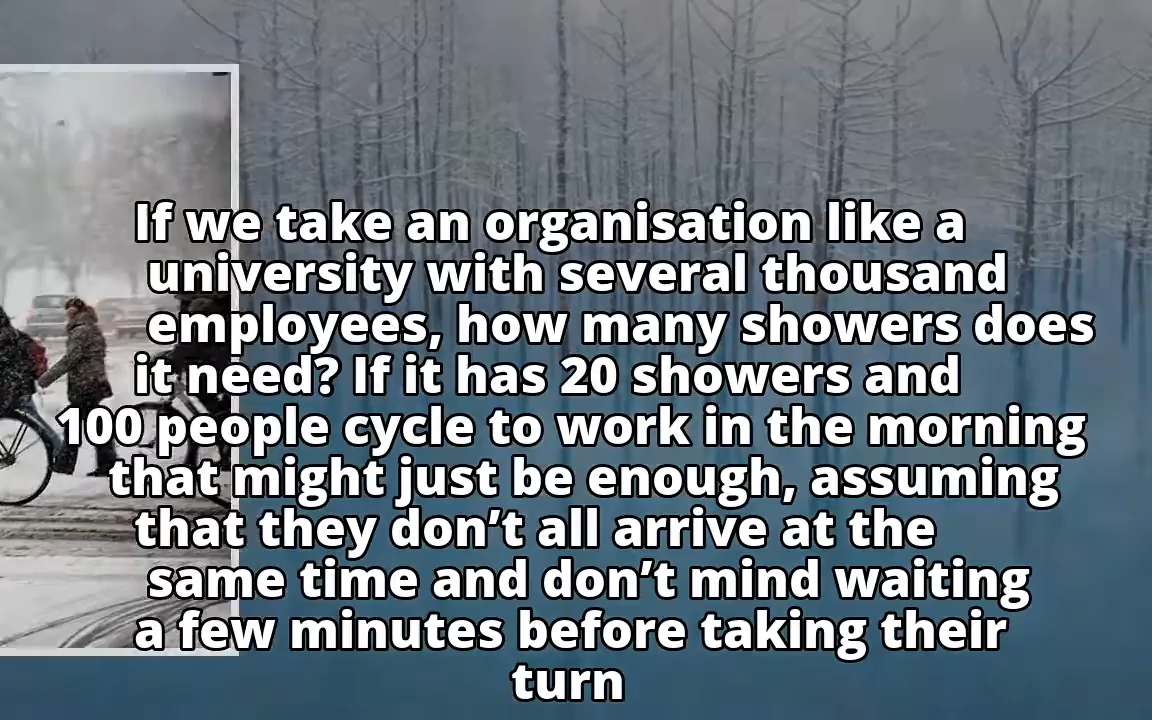 If we take an organisation like a
university with several thousand
employees, how many showers does
it need? If it has 20 showers and
100 people cycle to work in the morning
that might just be enough, assuming
that they don’t all arrive at the
same time and don’t mind waiting
a few minutes before taking their
turn